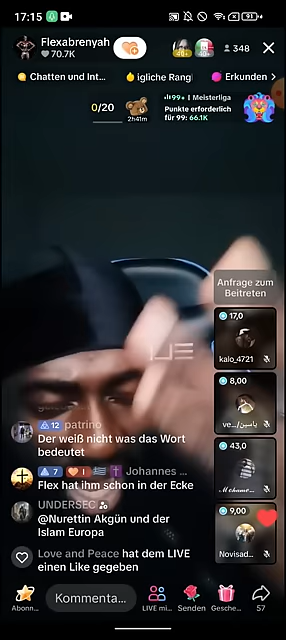 17:15
91
Flexabrenyah
70.7K
46+
348
Chatten und Int...
igliche Rangl
Erkunden
0/20
2h41m
99+ | Meisterliga
Punkte erforderlich
für 99: 66.1K
Anfrage zum
Beitreten
17,0
kalo_4721
8,00
43,0
9,00
Novisad...
12 patrino
Der weiß nicht was das Wort
bedeutet
7 I Johannes ...
Flex hat ihm schon in der Ecke
UNDERSEC
@Nurettin Akgün und der
Islam Europa
Love and Peace hat dem LIVE
einen Like gegeben
Abonn...
Kommenta...
LIVE mi...
Senden
Gesche...
57